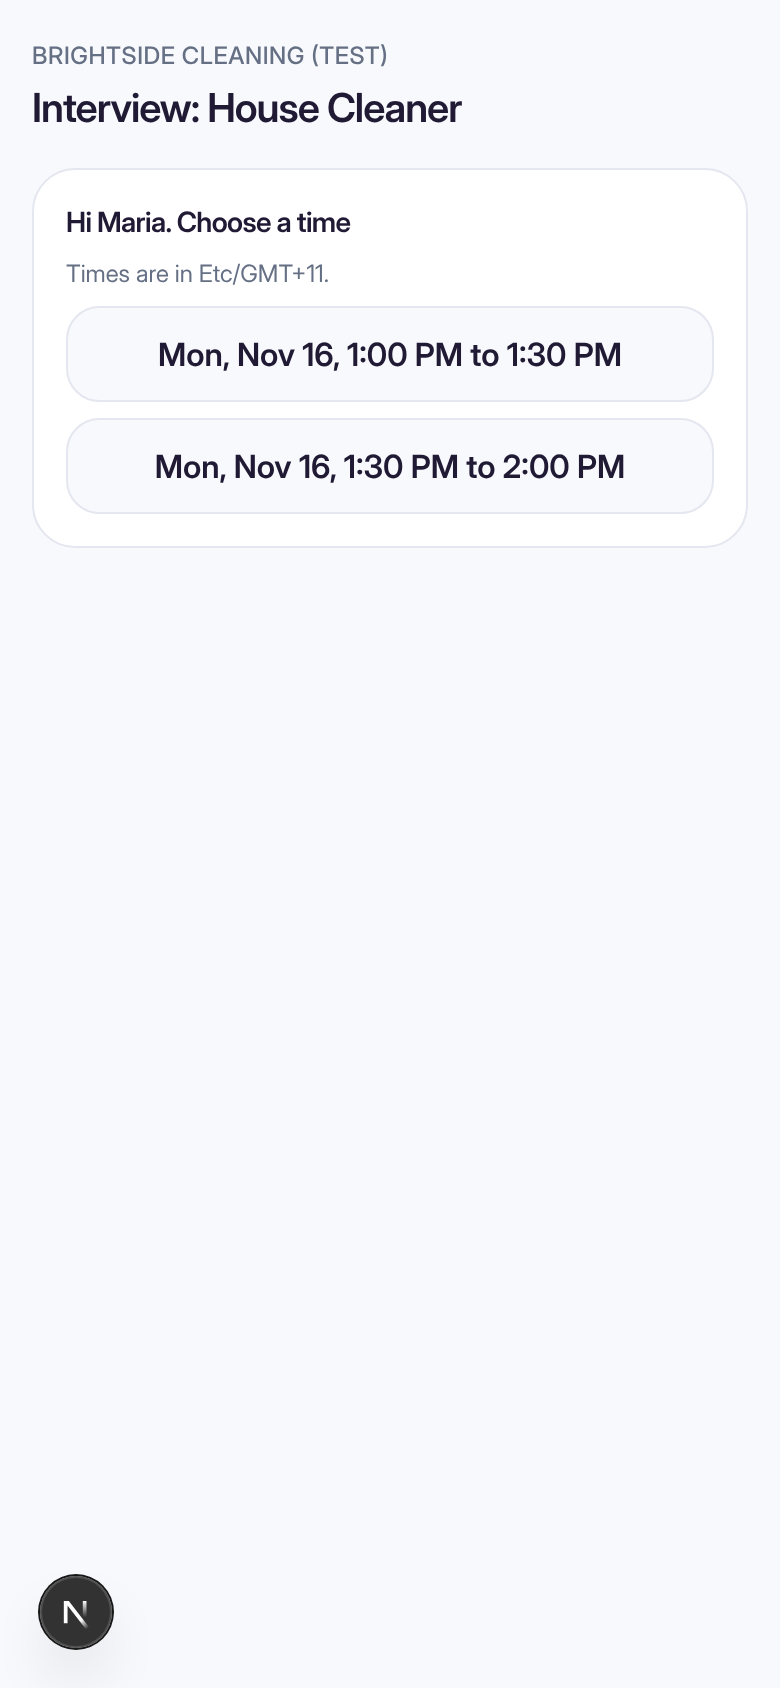 BRIGHTSIDE CLEANING (TEST)
Interview: House Cleaner
Hi Maria. Choose a time
Times are in Etc/GMT+11.
Mon, Nov 16, 1:00 PM to 1:30 PM
Mon, Nov 16, 1:30 PM to 2:00 PM
N